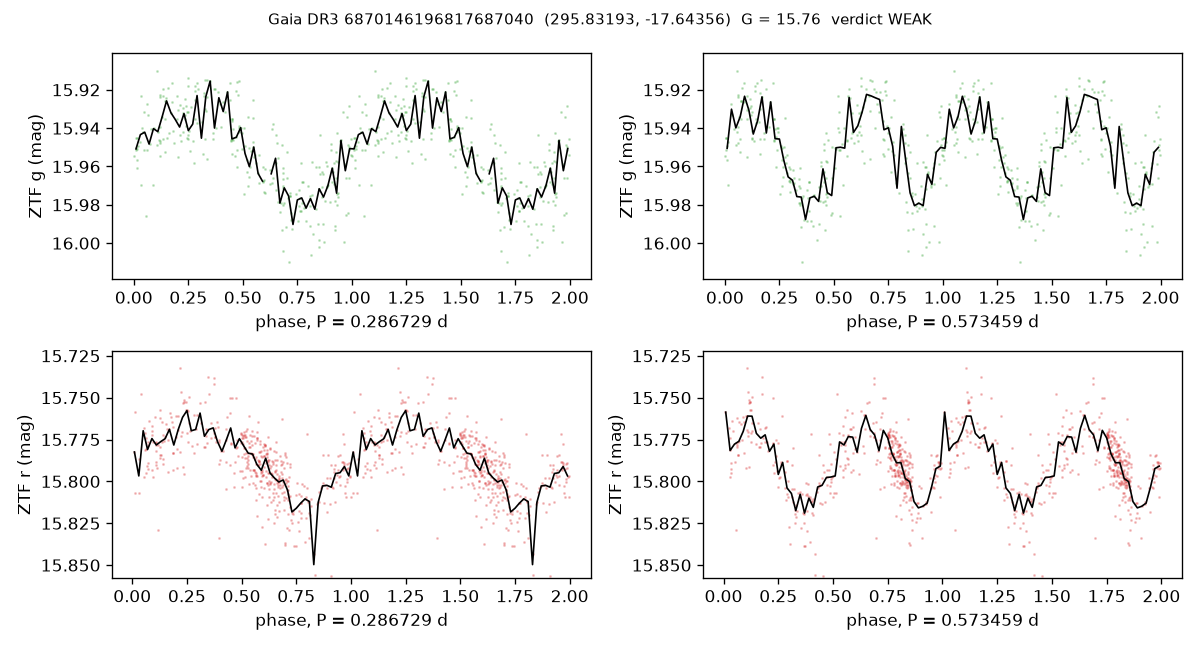 Gaia DR3 6870146196817687040 (295.83193, -17.64356) G = 15.76 verdict WEAK
ZTF g (mag)
15.92
15.94
15.96
15.98
16.00
0.00 0.25 0.50 0.75 1.00 1.25 1.50 1.75 2.00
phase, P = 0.286729 d
ZTF g (mag)
15.92
15.94
15.96
15.98
16.00
0.00 0.25 0.50 0.75 1.00 1.25 1.50 1.75 2.00
phase, P = 0.573459 d
ZTF r (mag)
15.725
15.750
15.775
15.800
15.825
15.850
0.00 0.25 0.50 0.75 1.00 1.25 1.50 1.75 2.00
phase, P = 0.286729 d
ZTF r (mag)
15.725
15.750
15.775
15.800
15.825
15.850
0.00 0.25 0.50 0.75 1.00 1.25 1.50 1.75 2.00
phase, P = 0.573459 d